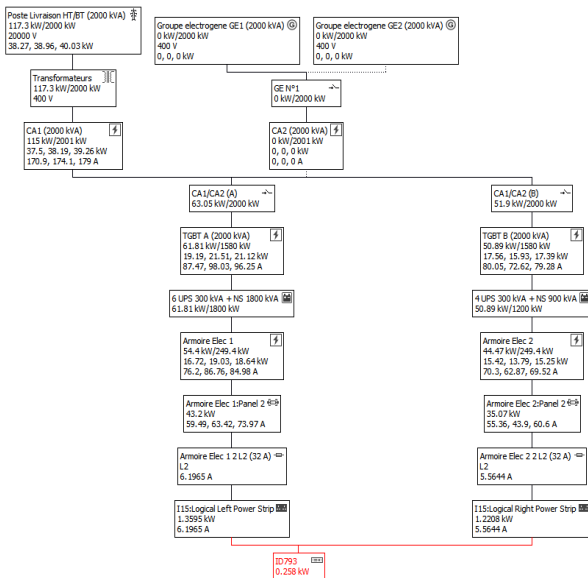 Poste Livraison HT/BT (2000 kVA)
117.3 kW/2000 kW
20000 V
38.27, 38.96, 40.03 kW
Groupe electrogene GE1 (2000 kVA)
0 kW/2000 kW
400 V
0, 0, 0 kW
Groupe electrogene GE2 (2000 kVA)
0 kW/2000 kW
400 V
0, 0, 0 kW
Transformateurs
117.3 kW/2000 kW
400 V
GE N°1
0 kW/2000 kW
CA1 (2000 kVA)
115 kW/2001 kW
37.5, 38.19, 39.26 kW
170.9, 174.1, 179 A
CA2 (2000 kVA)
0 kW/2001 kW
0, 0, 0 kW
0, 0, 0 A
CA1/CA2 (A)
63.05 kW/2000 kW
CA1/CA2 (B)
51.9 kW/2000 kW
TGBT A (2000 kVA)
61.81 kW/1580 kW
19.19, 21.51, 21.12 kW
87.47, 98.03, 96.25 A
TGBT B (2000 kVA)
50.89 kW/1580 kW
17.56, 15.93, 17.39 kW
80.05, 72.62, 79.28 A
6 UPS 300 kVA + NS 1800 kVA
61.81 kW/1800 kW
4 UPS 300 kVA + NS 900 kVA
50.89 kW/1200 kW
Armoire Elec 1
54.4 kW/249.4 kW
16.72, 19.03, 18.64 kW
76.2, 86.76, 84.98 A
Armoire Elec 2
44.47 kW/249.4 kW
15.42, 13.79, 15.25 kW
70.3, 62.87, 69.52 A
Armoire Elec 1:Panel 2
43.2 kW
59.49, 63.42, 73.97 A
Armoire Elec 2:Panel 2
35.07 kW
55.36, 43.9, 60.6 A
Armoire Elec 1 2 L2 (32 A)
L2
6.1965 A
Armoire Elec 2 2 L2 (32 A)
L2
5.5644 A
I15:Logical Left Power Strip
1.3595 kW
6.1965 A
I15:Logical Right Power Strip
1.2208 kW
5.5644 A
ID793
0.258 kW